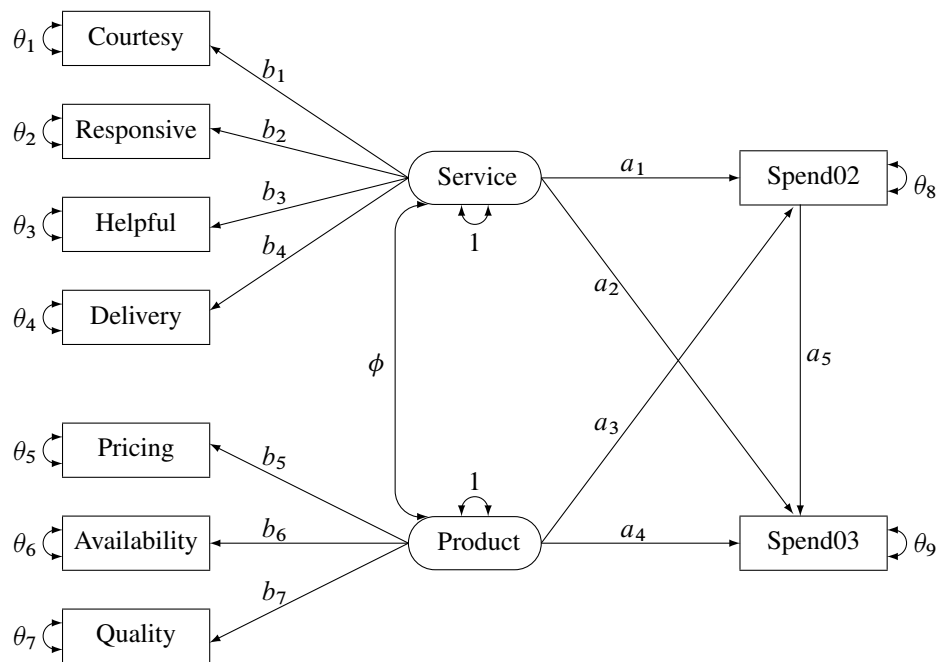 θ₁ Courtesy
b₁
θ₂ Responsive
b₂
θ₃ Helpful
b₃
θ₄ Delivery
b₄
Service
1
a₁
Spend02
θ₈
a₂
ϕ
a₃
a₅
θ₅ Pricing
b₅
θ₆ Availability
b₆
θ₇ Quality
b₇
1
Product
a₄
Spend03
θ₉